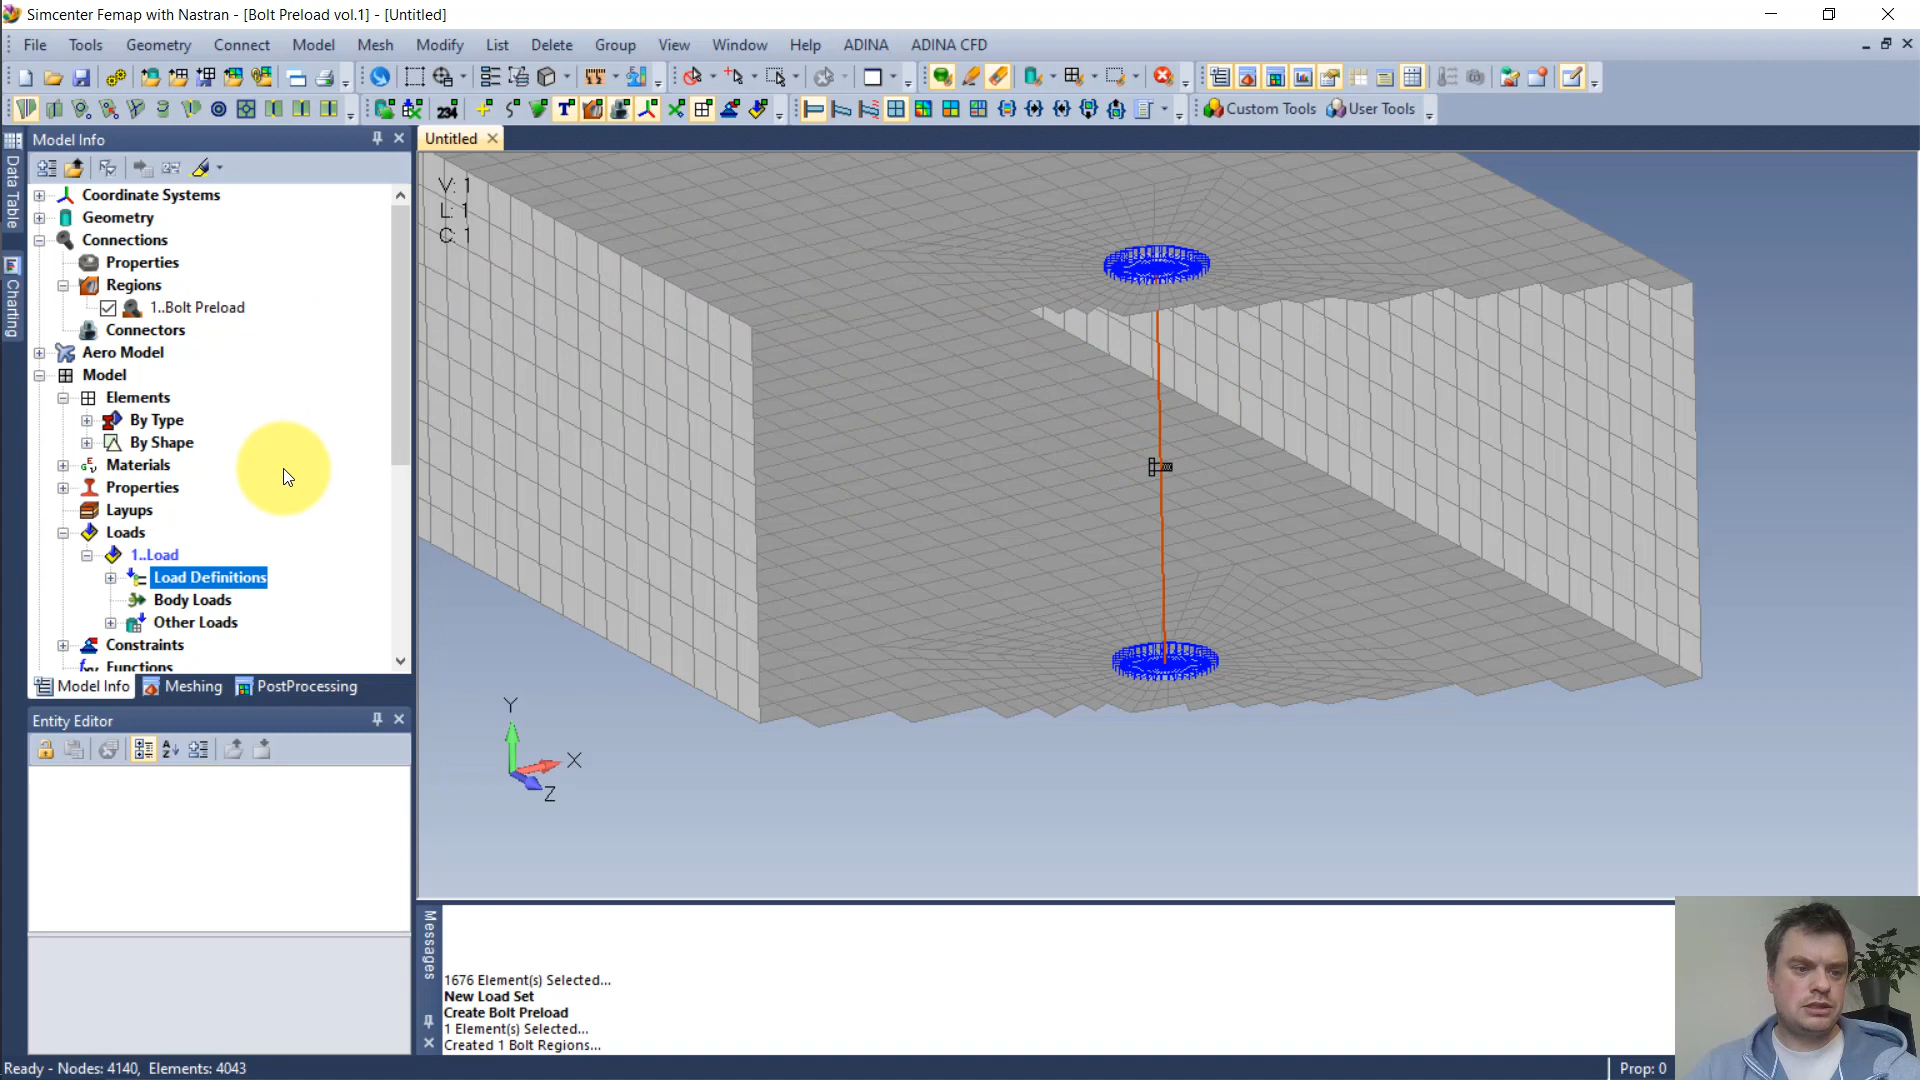 Simcenter Femap with Nastran - [Bolt Preload vol.1] - [Untitled]
File Tools Geometry Connect Model Mesh Modify List Delete Group View Window Help ADINA ADINA CFD
234
T
Custom Tools User Tools
Model Info
Untitled
Data Table
Charting
Coordinate Systems
Geometry
Connections
Properties
Regions
1..Bolt Preload
Connectors
Aero Model
Model
Elements
By Type
By Shape
Materials
Properties
Layups
Loads
1..Load
Load Definitions
Body Loads
Other Loads
Constraints
Functions
Model Info Meshing PostProcessing
Entity Editor
V: 1
L: 1
C: 1
Y
X
Z
Messages
1676 Element(s) Selected...
New Load Set
Create Bolt Preload
1 Element(s) Selected...
Created 1 Bolt Regions...
Ready - Nodes: 4140, Elements: 4043
Prop: 0